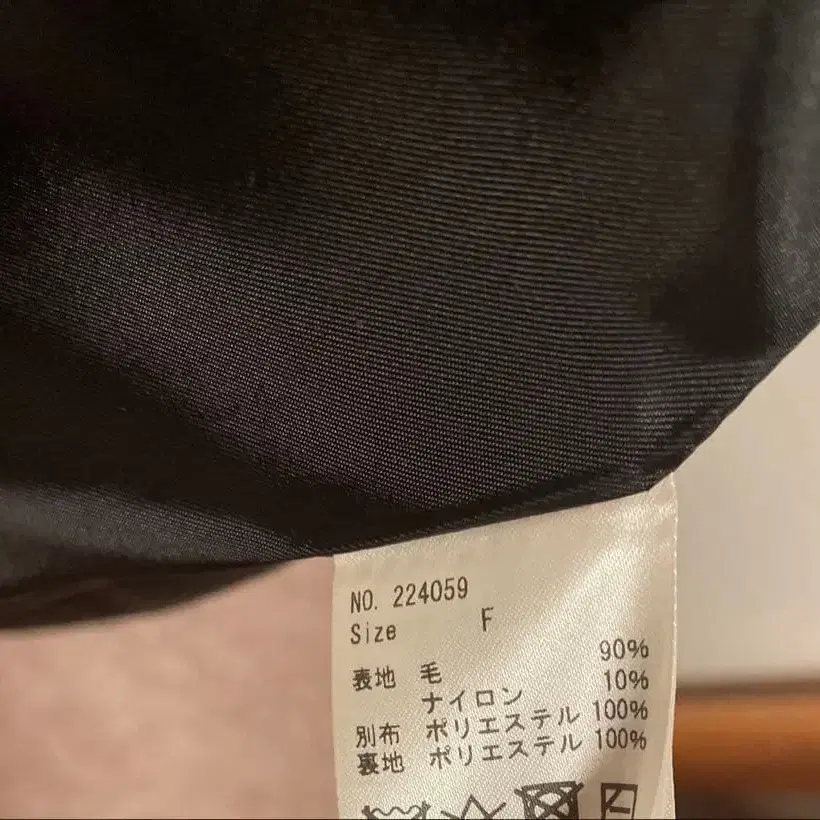 NO. 224059
Size F
表地 毛 90%
ナイロン 10%
別布 ポリエステル 100%
裏地 ポリエステル 100%